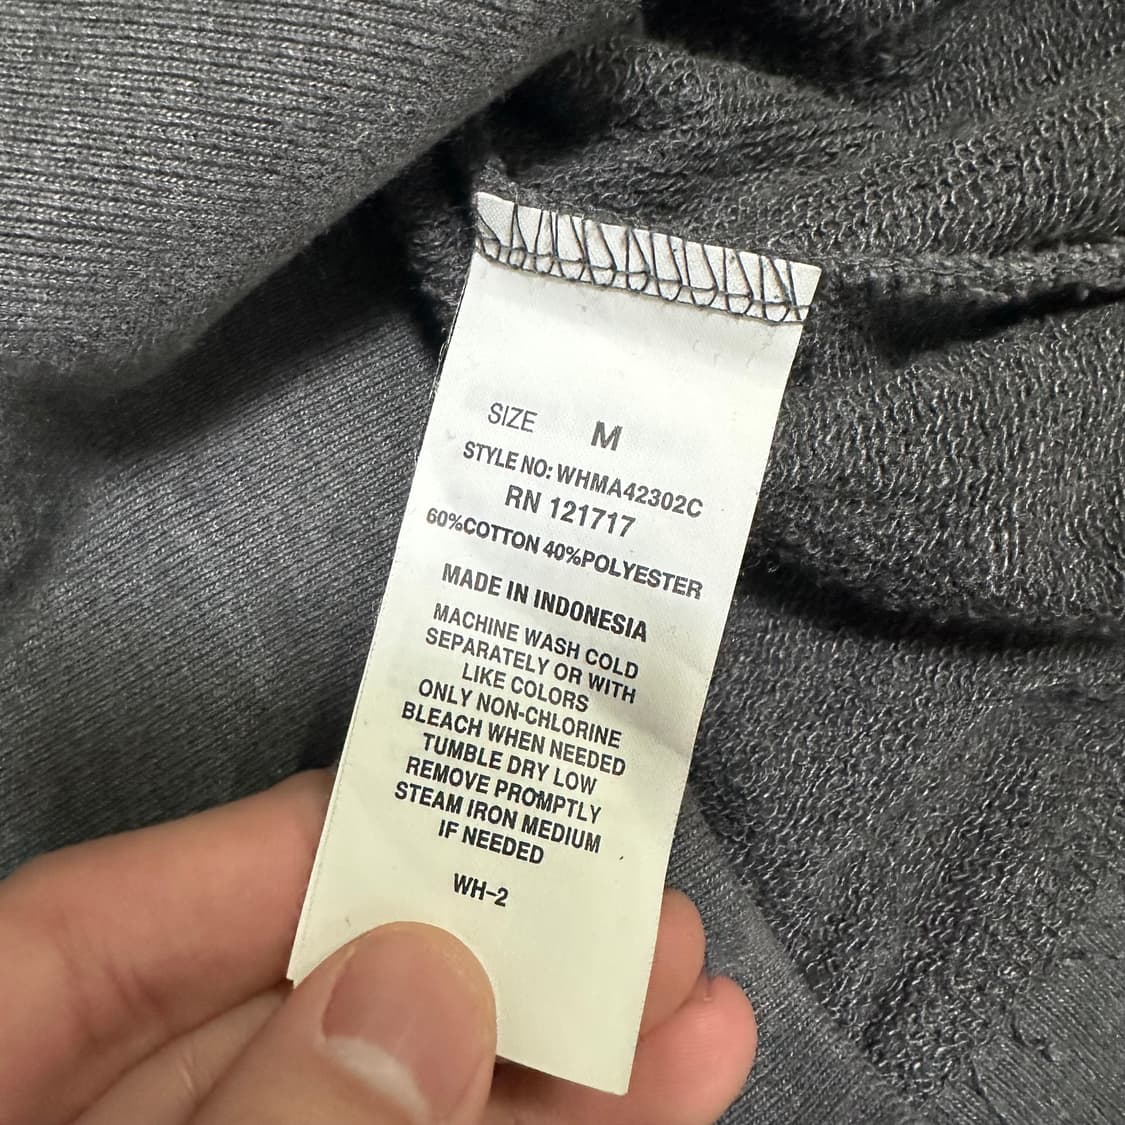 SIZE M
STYLE NO: WHMA42302C
RN 121717
60%COTTON 40%POLYESTER
MADE IN INDONESIA
MACHINE WASH COLD
SEPARATELY OR WITH
LIKE COLORS
ONLY NON-CHLORINE
BLEACH WHEN NEEDED
TUMBLE DRY LOW
REMOVE PROMPTLY
STEAM IRON MEDIUM
IF NEEDED
WH-2